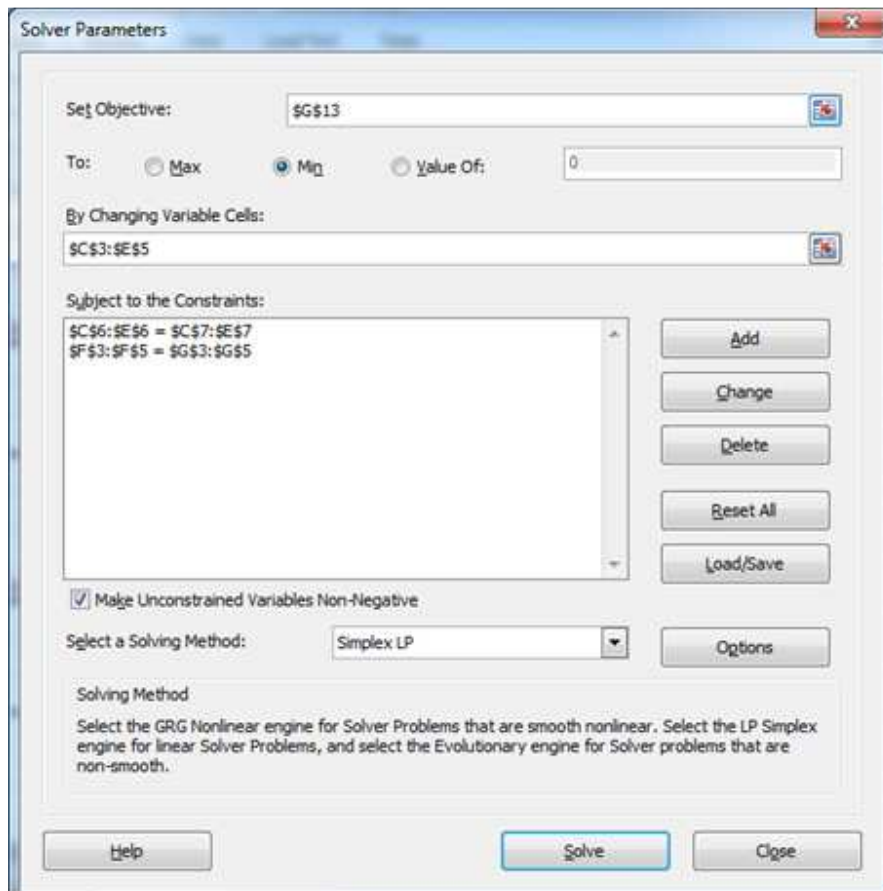 Solver Parameters
Set Objective: $G$13
To: Max Min Value Of: 0
By Changing Variable Cells:
$C$3:$E$5
Subject to the Constraints:
$C$6:$E$6 = $C$7:$E$7
$F$3:$F$5 = $G$3:$G$5
Add
Change
Delete
Reset All
Load/Save
Make Unconstrained Variables Non-Negative
Select a Solving Method: Simplex LP Options
Solving Method
Select the GRG Nonlinear engine for Solver Problems that are smooth nonlinear. Select the LP Simplex
engine for linear Solver Problems, and select the Evolutionary engine for Solver problems that are
non-smooth.
Help Solve Close